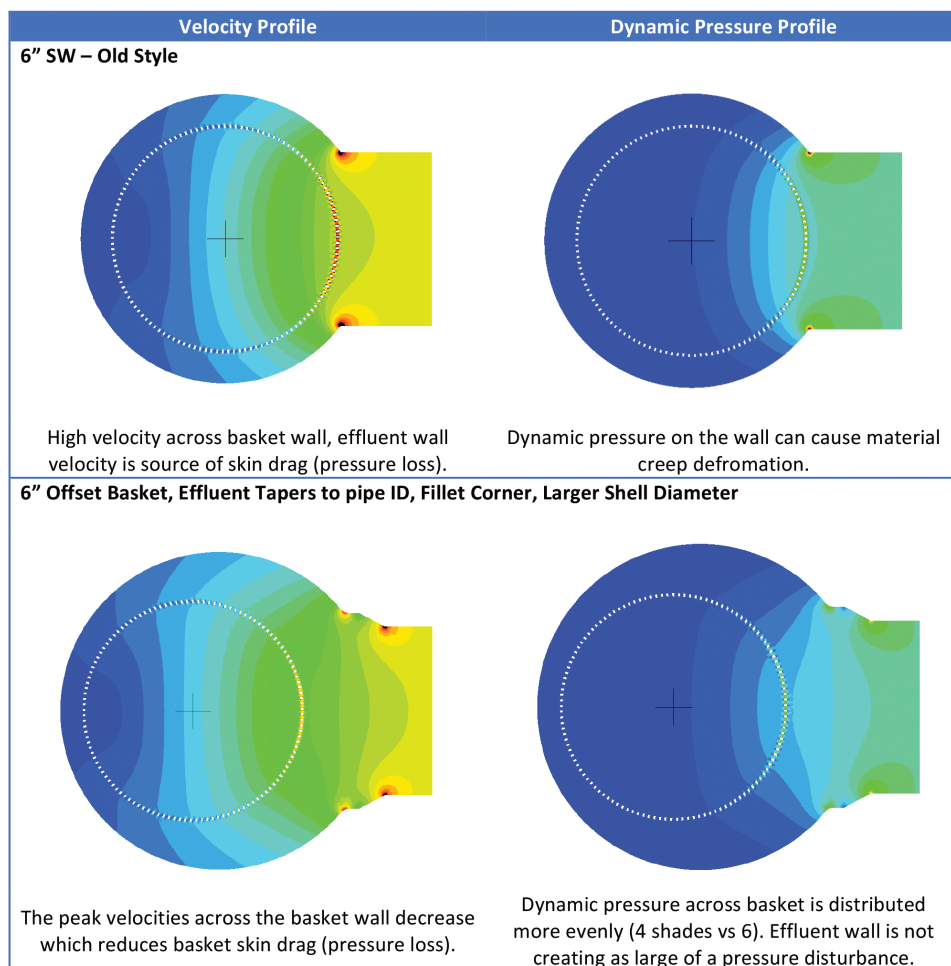 Velocity Profile
Dynamic Pressure Profile
6” SW – Old Style
High velocity across basket wall, effluent wall
velocity is source of skin drag (pressure loss).
Dynamic pressure on the wall can cause material
creep defromation.
6” Offset Basket, Effluent Tapers to pipe ID, Fillet Corner, Larger Shell Diameter
The peak velocities across the basket wall decrease
which reduces basket skin drag (pressure loss).
Dynamic pressure across basket is distributed
more evenly (4 shades vs 6). Effluent wall is not
creating as large of a pressure disturbance.